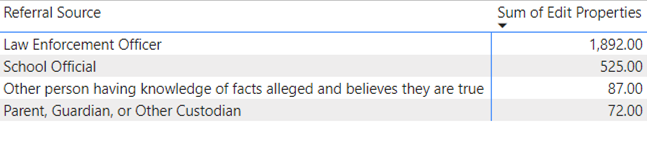 Referral Source Sum of Edit Properties
Law Enforcement Officer 1,892.00
School Official 525.00
Other person having knowledge of facts alleged and believes they are true 87.00
Parent, Guardian, or Other Custodian 72.00